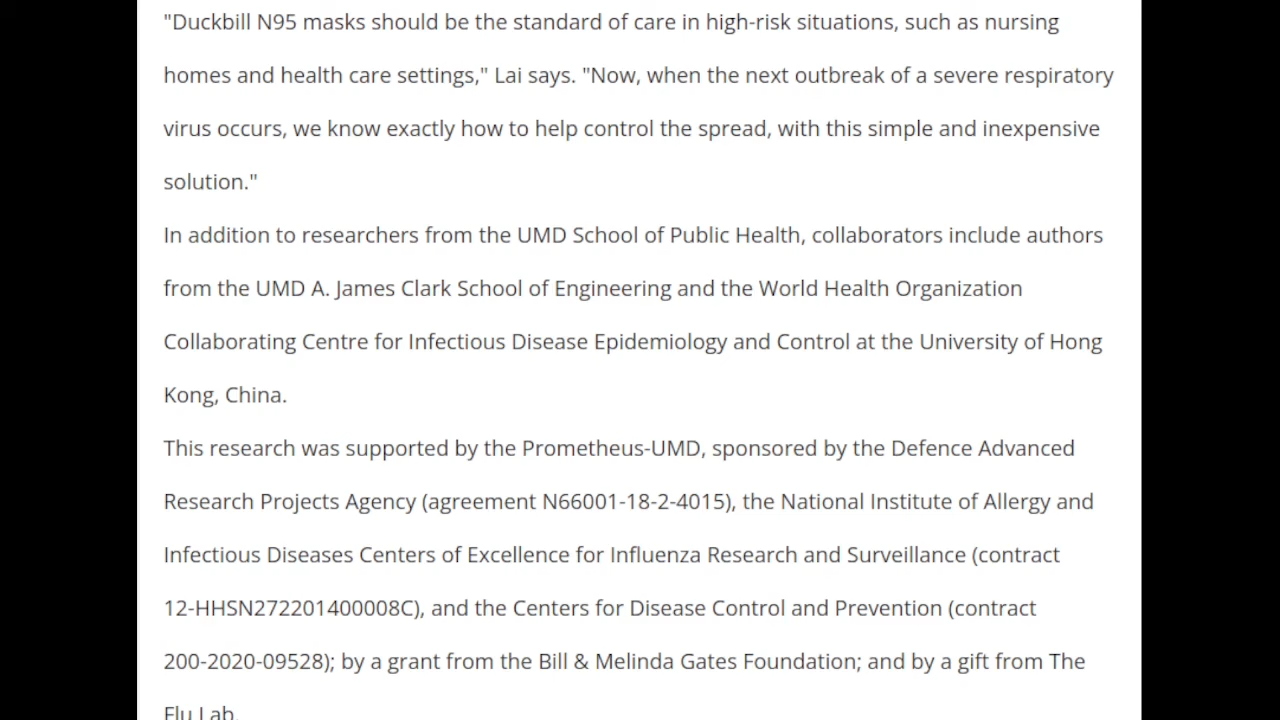 "Duckbill N95 masks should be the standard of care in high-risk situations, such as nursing
homes and health care settings," Lai says. "Now, when the next outbreak of a severe respiratory
virus occurs, we know exactly how to help control the spread, with this simple and inexpensive
solution."
In addition to researchers from the UMD School of Public Health, collaborators include authors
from the UMD A. James Clark School of Engineering and the World Health Organization
Collaborating Centre for Infectious Disease Epidemiology and Control at the University of Hong
Kong, China.
This research was supported by the Prometheus-UMD, sponsored by the Defence Advanced
Research Projects Agency (agreement N66001-18-2-4015), the National Institute of Allergy and
Infectious Diseases Centers of Excellence for Influenza Research and Surveillance (contract
12-HHSN272201400008C), and the Centers for Disease Control and Prevention (contract
200-2020-09528); by a grant from the Bill & Melinda Gates Foundation; and by a gift from The
Flu Lab.